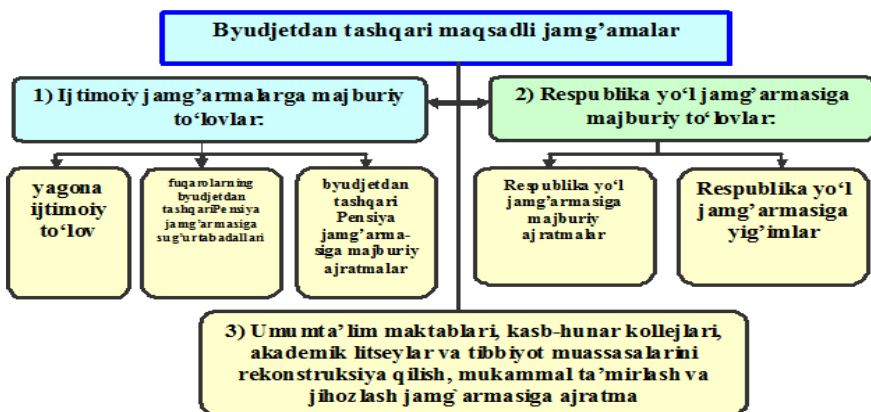 Byudjetdan tashqari maqsadli jamg’amalar
1) Ijtimoiy jamg’armalarga majburiy
to‘lovlar:
2) Respublika yo‘l jamg’armasiga
majburiy to‘lovlar:
yagona
ijtimoiy
to‘lov
fuqarolarning
byudjetdan
tashqariPensiya
jamg’armasiga
sug’urtabadallari
byudjetdan
tashqari
Pensiya
jamg’arma-
siga majburiy
ajratmalar
Respublika yo‘l
jamg’armasiga
majburiy
ajratmalar
Respublika yo‘l
jamg’armasiga
yig’imlar
3) Umumta’lim maktablari, kasb-hunar kollejlari,
akademik litseylar va tibbiyot muassasalarini
rekonstruksiya qilish, mukammal ta’mirlash va
jihozlash jamg`armasiga ajratma